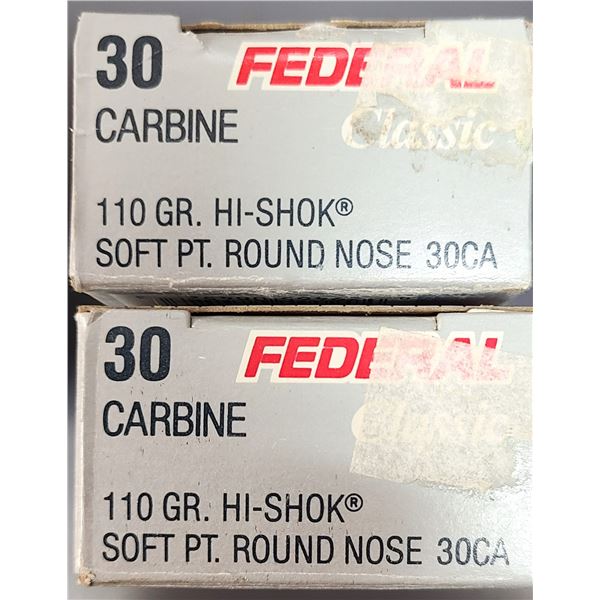 30 FEDERAL
CARBINE Classic
110 GR. HI-SHOK®
SOFT PT. ROUND NOSE 30CA
30 FEDERAL
CARBINE Classic
110 GR. HI-SHOK®
SOFT PT. ROUND NOSE 30CA